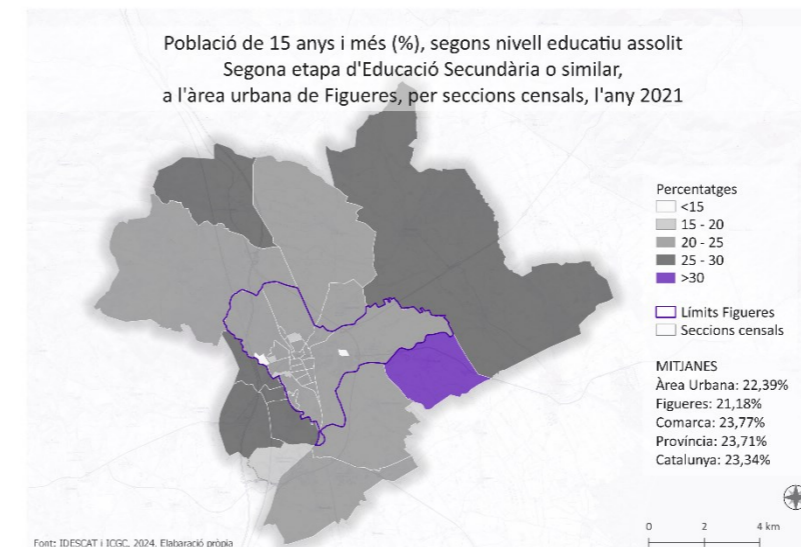 Població de 15 anys i més (%), segons nivell educatiu assolit
Segona etapa d'Educació Secundària o similar,
a l'àrea urbana de Figueres, per seccions censals, l'any 2021
Percentatges
<15
15 - 20
20 - 25
25 - 30
>30
Límits Figueres
Seccions censals
MITJANES
Àrea Urbana: 22,39%
Figueres: 21,18%
Comarca: 23,77%
Província: 23,71%
Catalunya: 23,34%
0 2 4 km
Font: IDESCAT i ICGC, 2024. Elaboració pròpia